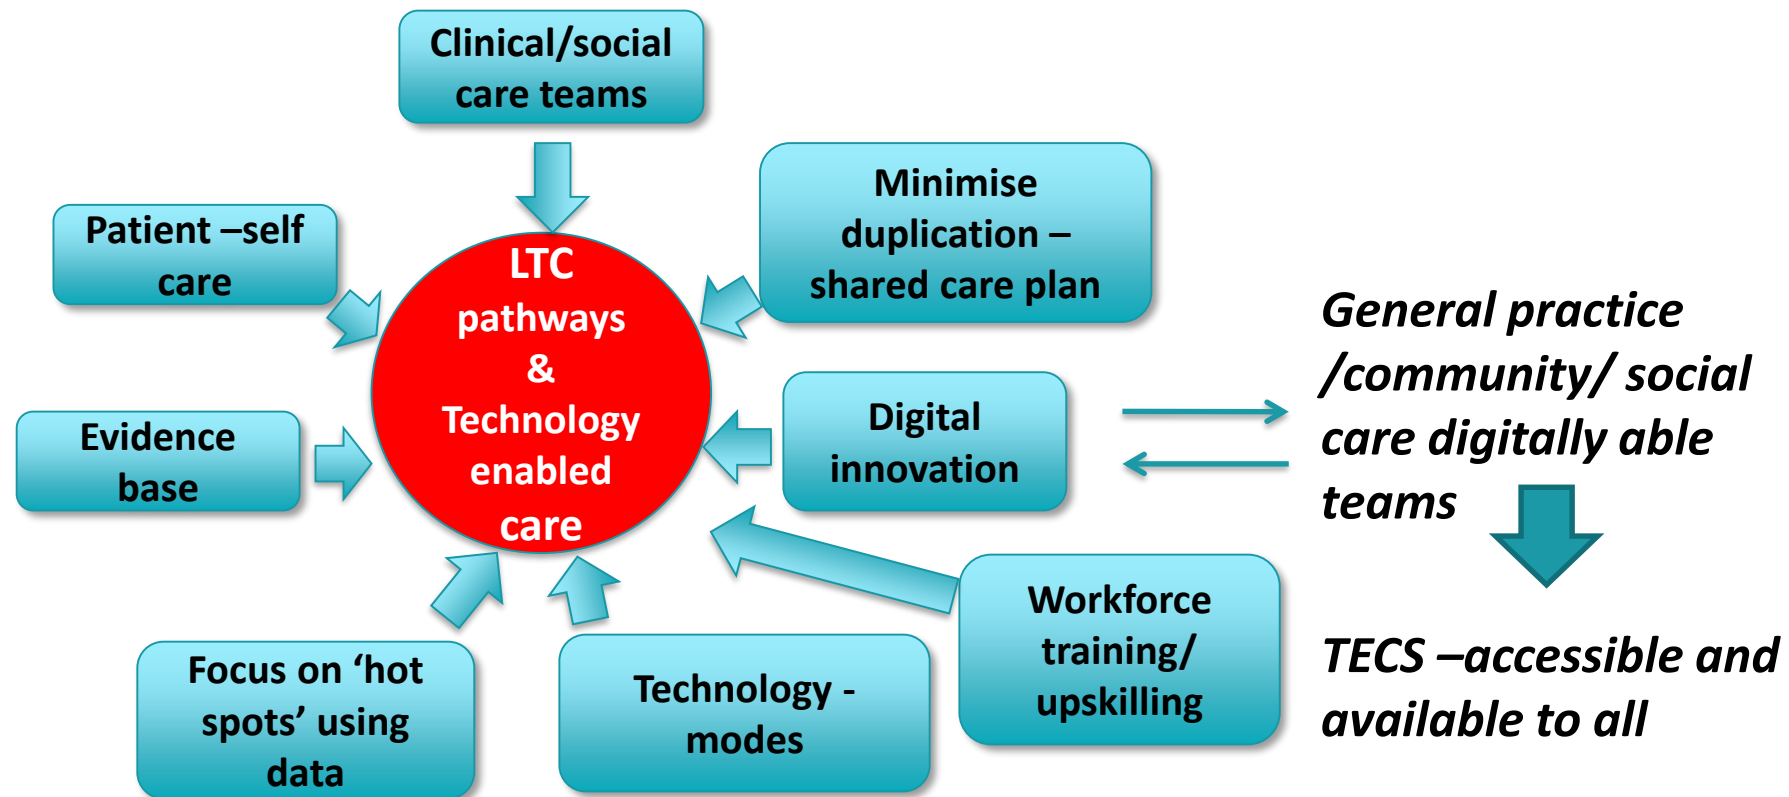 Clinical/social
care teams
Minimise
duplication –
shared care plan
Patient –self
care
LTC
pathways
&
Technology
enabled
care
General practice
/community/ social
care digitally able
teams
Digital
innovation
Evidence
base
Workforce
training/
upskilling
Focus on ‘hot
spots’ using
data
Technology -
modes
TECS –accessible and
available to all